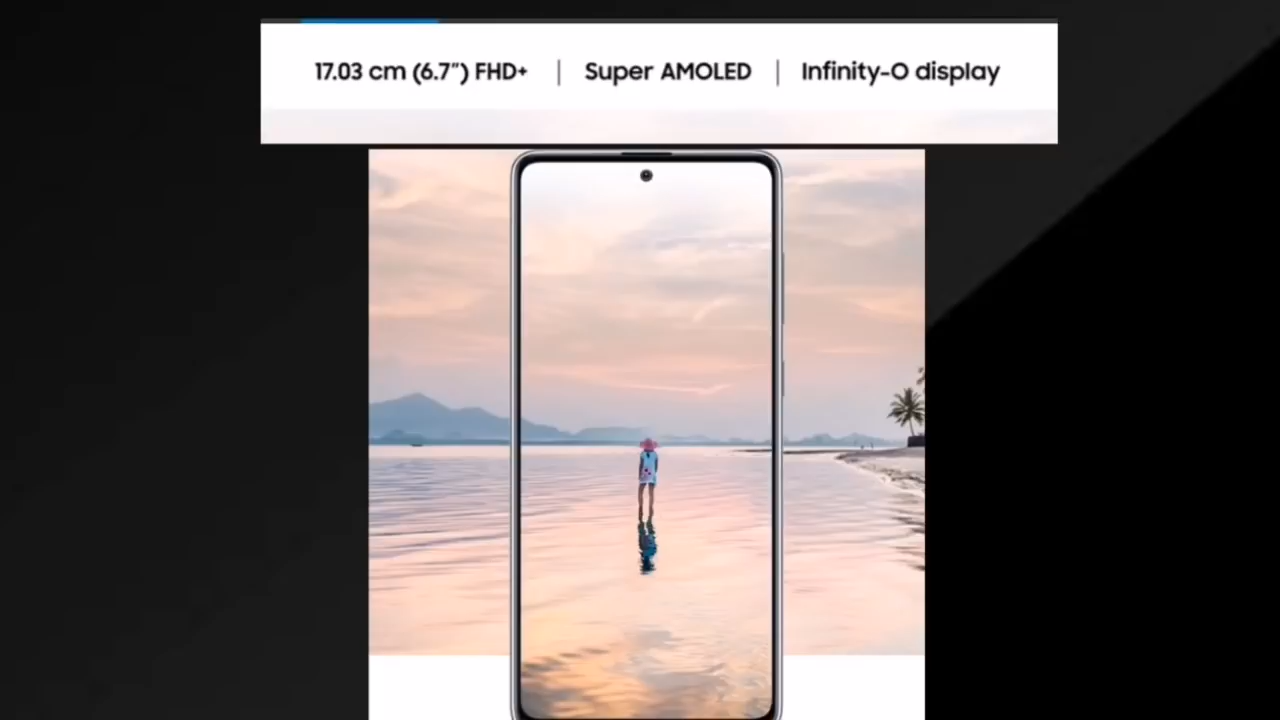 17.03 cm (6.7") FHD+ | Super AMOLED | Infinity-O display